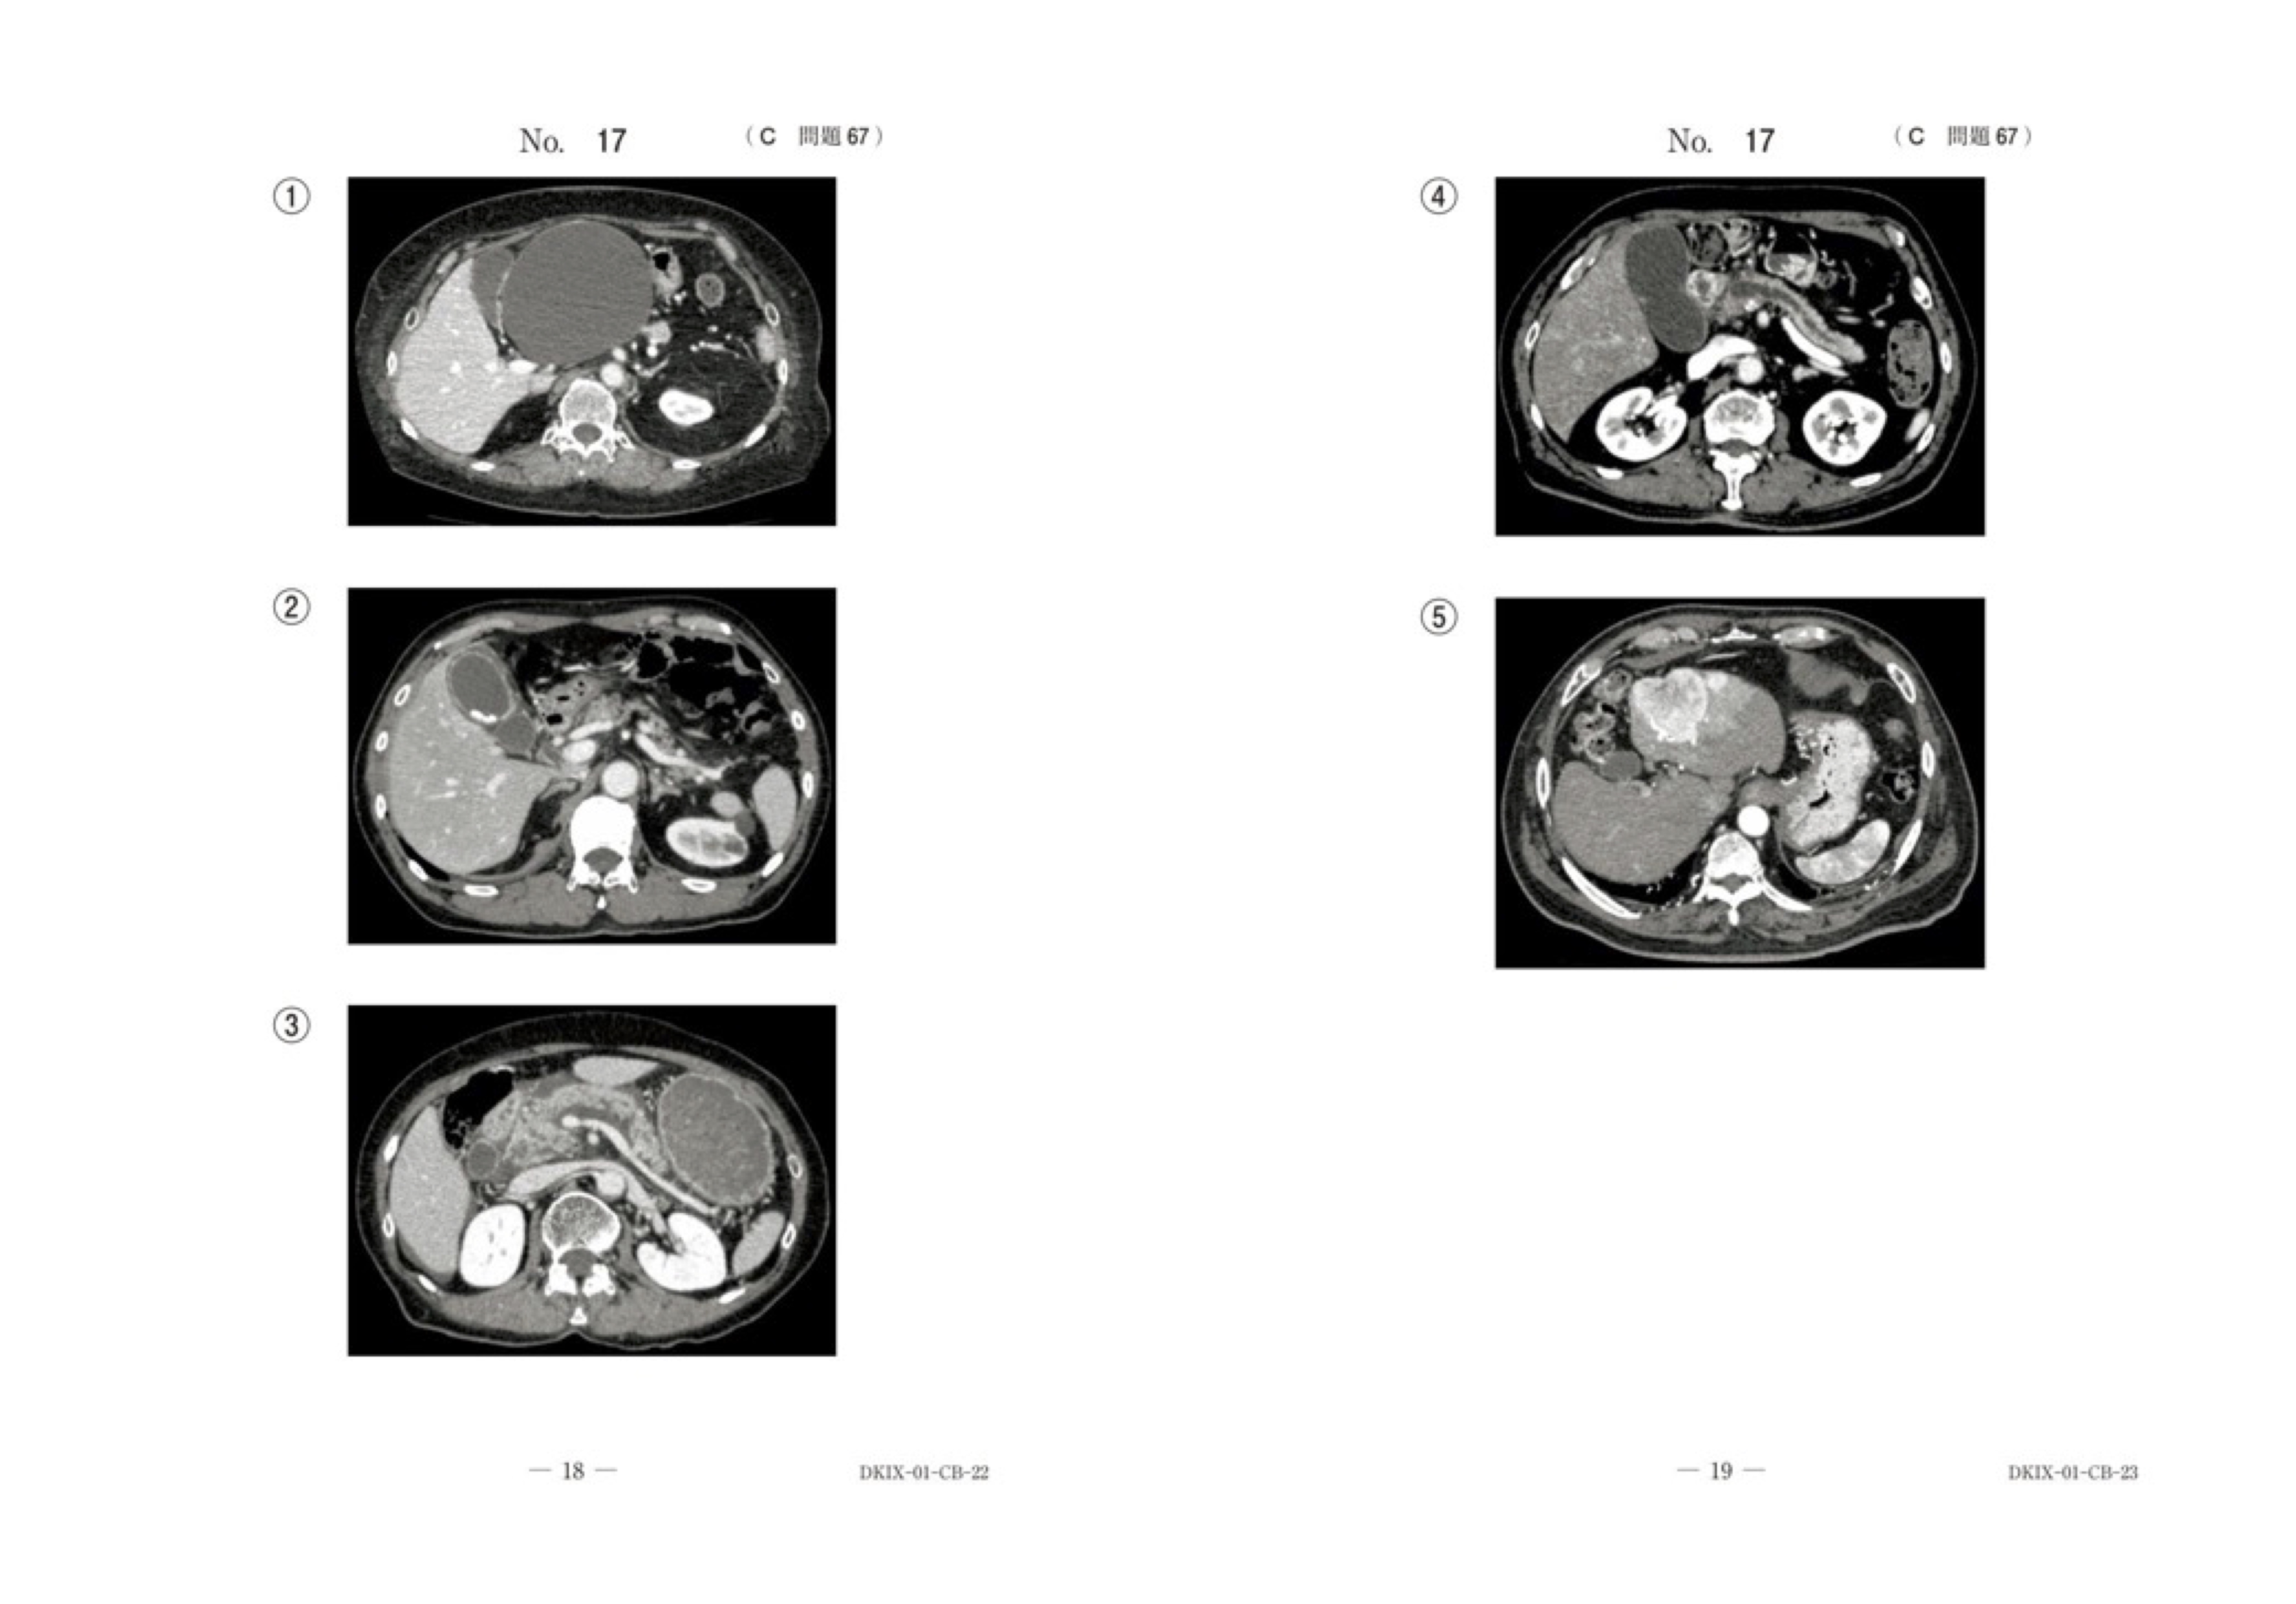 No. 17 (C 問題 67)
①
②
③
— 18 —
DKIX-01-CB-22
No. 17 (C 問題 67)
④
⑤
— 19 —
DKIX-01-CB-23